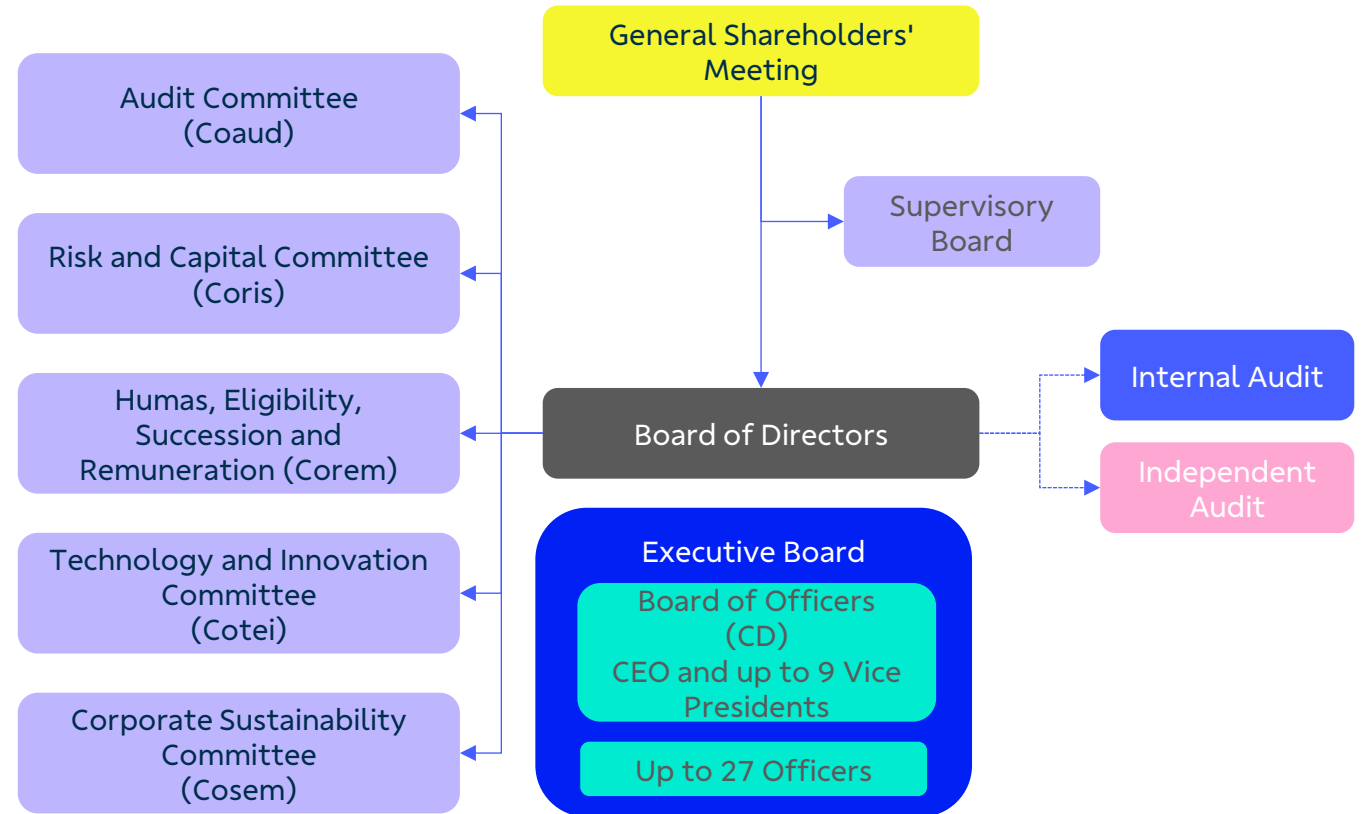 General Shareholders'
Meeting
Audit Committee
(Coaud)
Supervisory
Board
Risk and Capital Committee
(Coris)
Internal Audit
Humas, Eligibility,
Succession and
Remuneration (Corem)
Board of Directors
Independent
Audit
Executive Board
Board of Officers
(CD)
CEO and up to 9 Vice
Presidents
Up to 27 Officers
Technology and Innovation
Committee
(Cotei)
Corporate Sustainability
Committee
(Cosem)